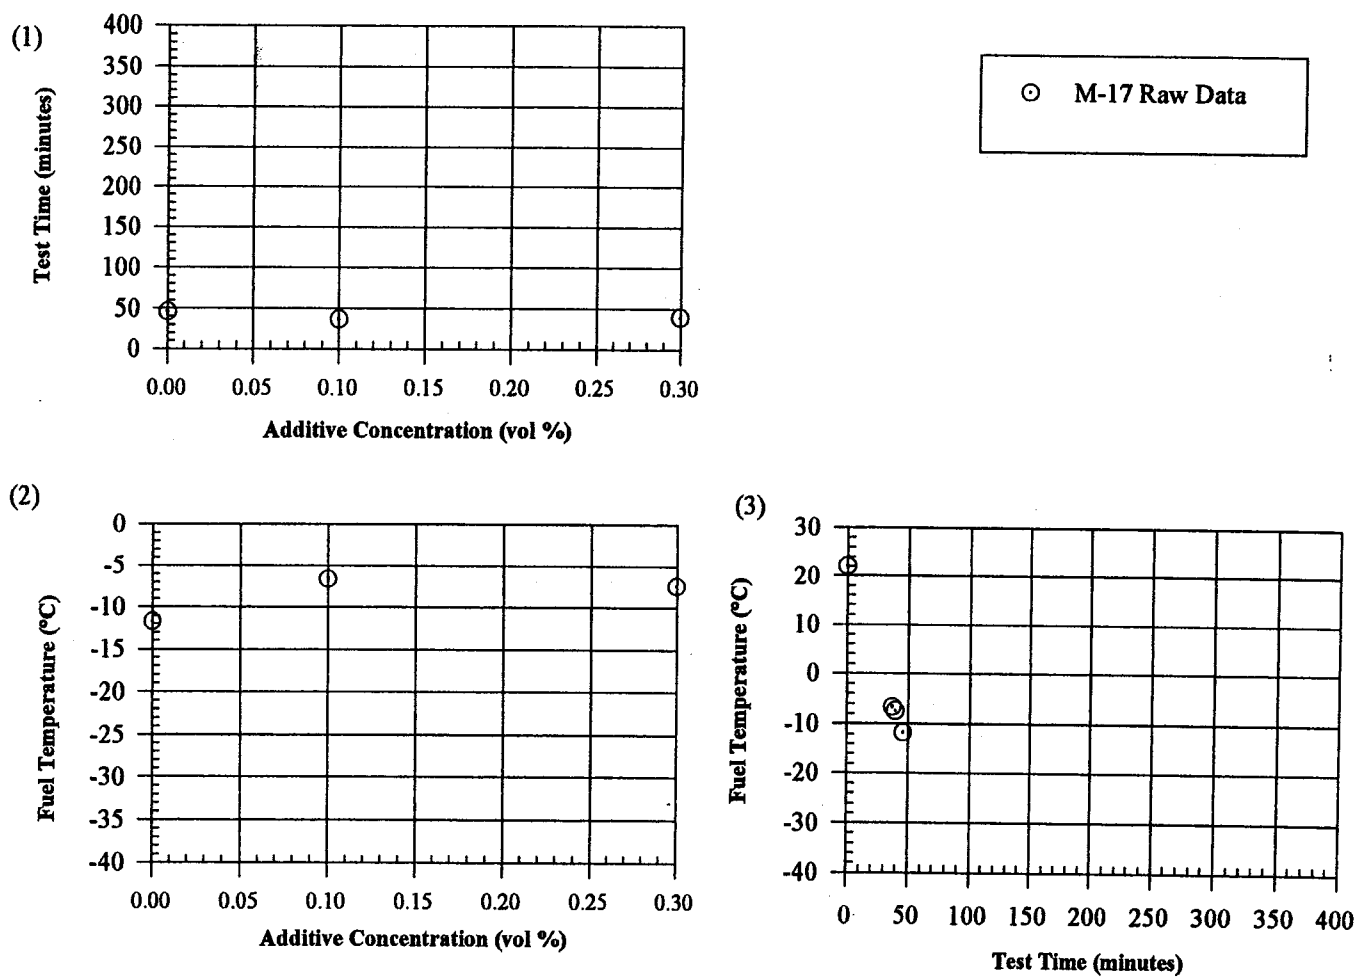 (1)
Test Time (minutes)
400
350
300
250
200
150
100
50
0
0.00 0.05 0.10 0.15 0.20 0.25 0.30
Additive Concentration (vol %)
M-17 Raw Data
(2)
Fuel Temperature (°C)
0
-5
-10
-15
-20
-25
-30
-35
-40
0.00 0.05 0.10 0.15 0.20 0.25 0.30
Additive Concentration (vol %)
(3)
Fuel Temperature (°C)
30
20
10
0
-10
-20
-30
-40
0 50 100 150 200 250 300 350 400
Test Time (minutes)